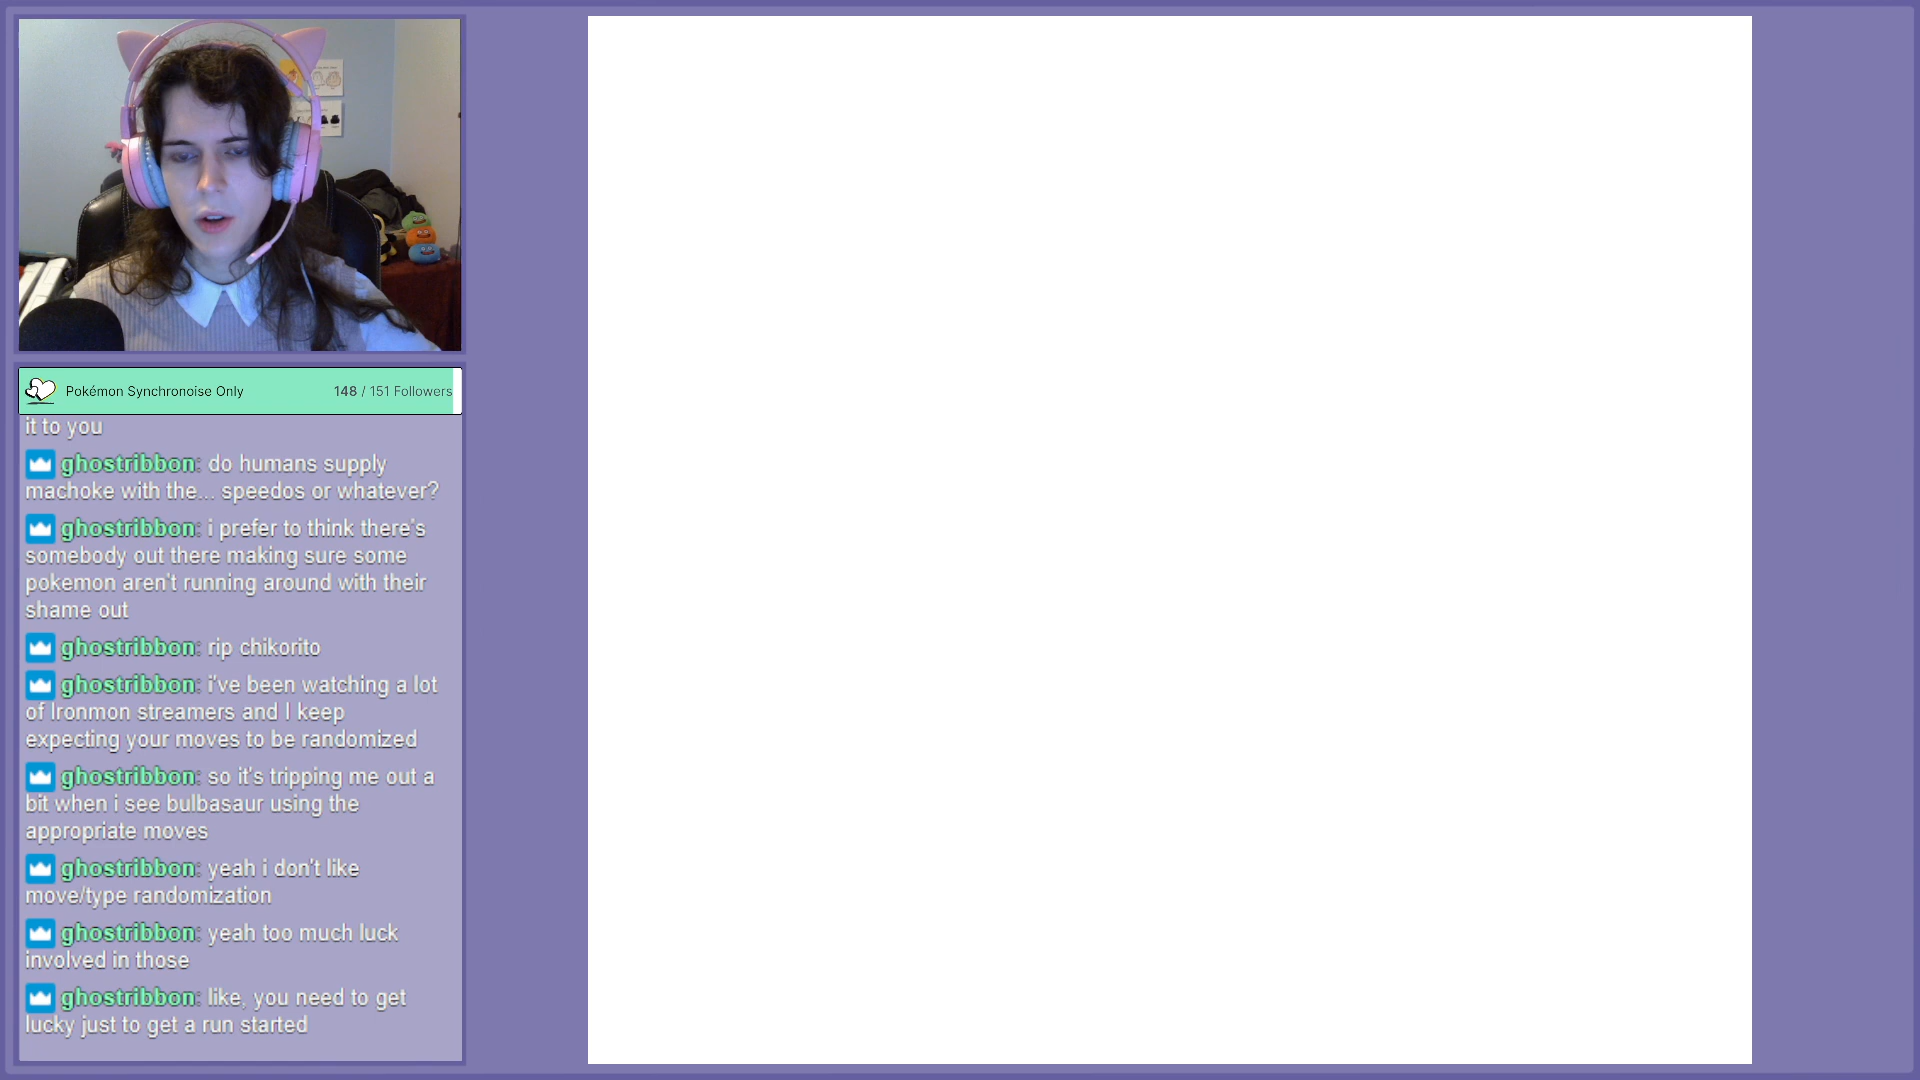 Pokémon Synchronoise Only 148 / 151 Followers
it to you
ghostribbon: do humans supply
machoke with the... speedos or whatever?
ghostribbon: i prefer to think there's
somebody out there making sure some
pokemon aren't running around with their
shame out
ghostribbon: rip chikorito
ghostribbon: i've been watching a lot
of Ironmon streamers and I keep
expecting your moves to be randomized
ghostribbon: so it's tripping me out a
bit when i see bulbasaur using the
appropriate moves
ghostribbon: yeah i don't like
move/type randomization
ghostribbon: yeah too much luck
involved in those
ghostribbon: like, you need to get
lucky just to get a run started